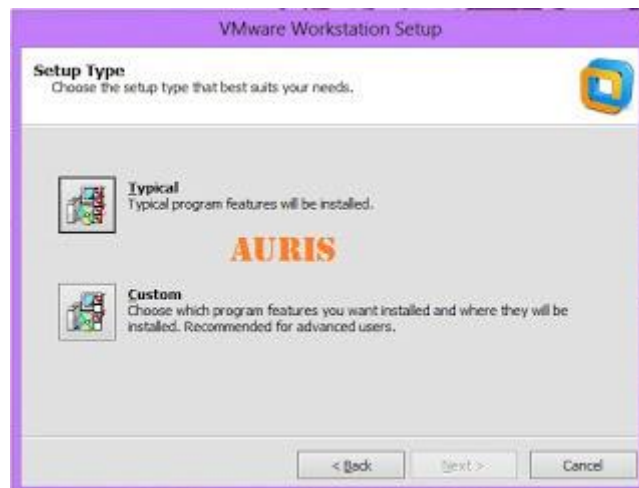 VMware Workstation Setup
Setup Type
Choose the setup type that best suits your needs.
Typical
Typical program features will be installed.
AURIS
Custom
Choose which program features you want installed and where they will be
installed. Recommended for advanced users.
< Back Next > Cancel